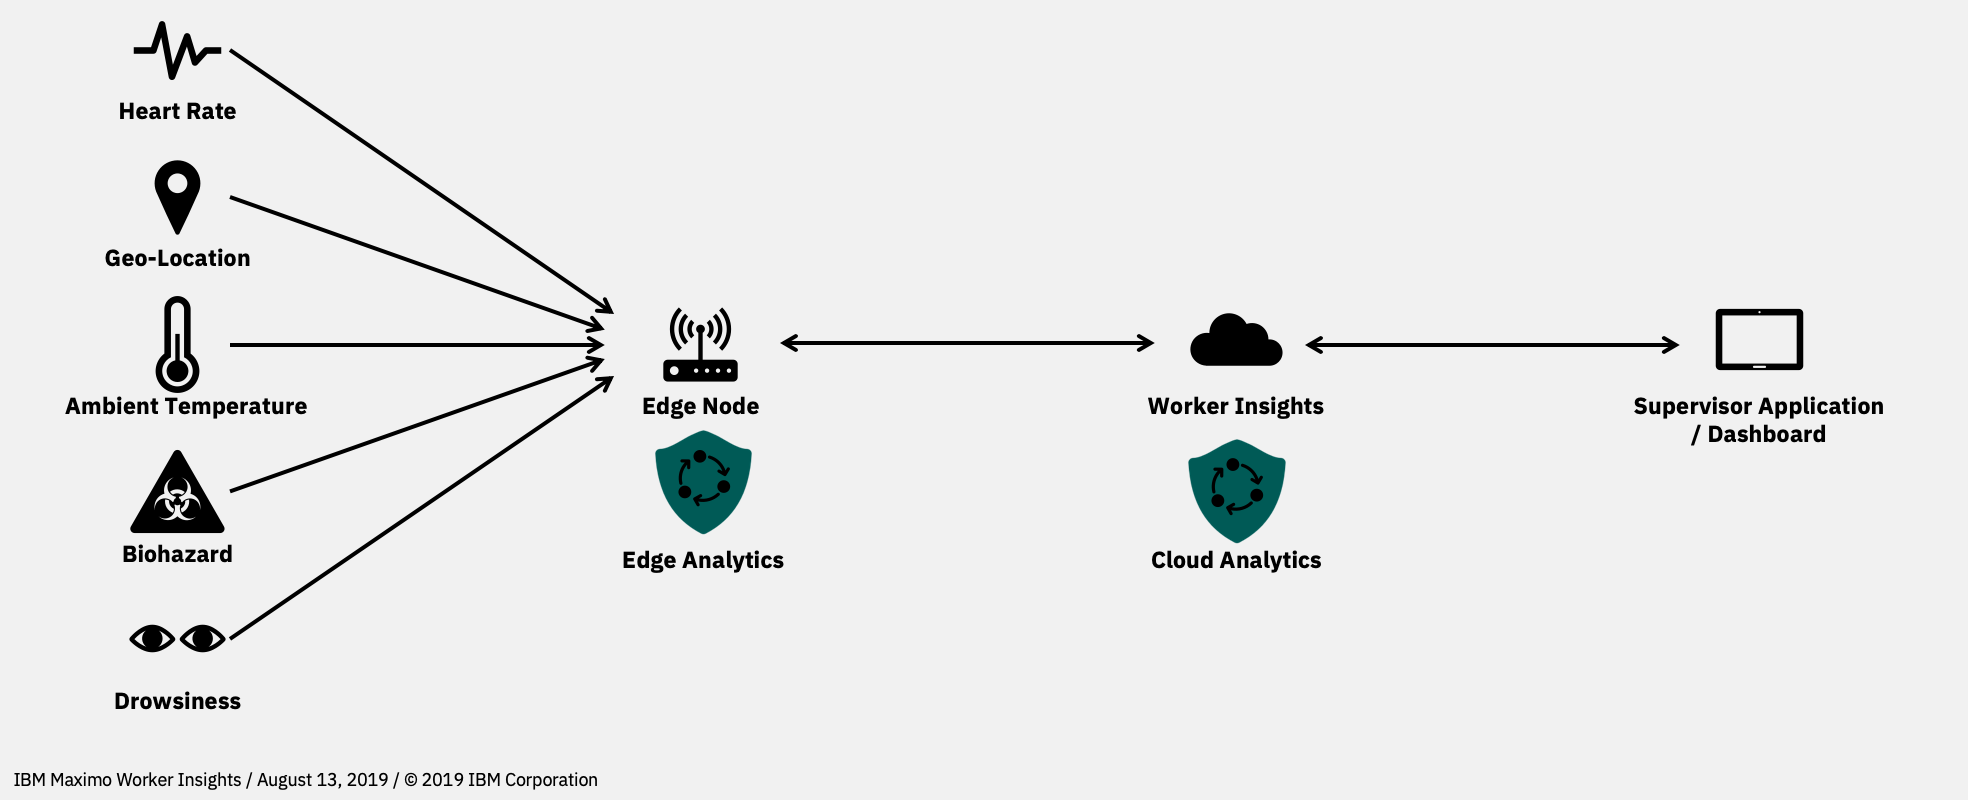 Heart Rate
Geo-Location
Ambient Temperature
Biohazard
Drowsiness
Edge Node
Edge Analytics
Worker Insights
Cloud Analytics
Supervisor Application
/ Dashboard
IBM Maximo Worker Insights / August 13, 2019 / © 2019 IBM Corporation